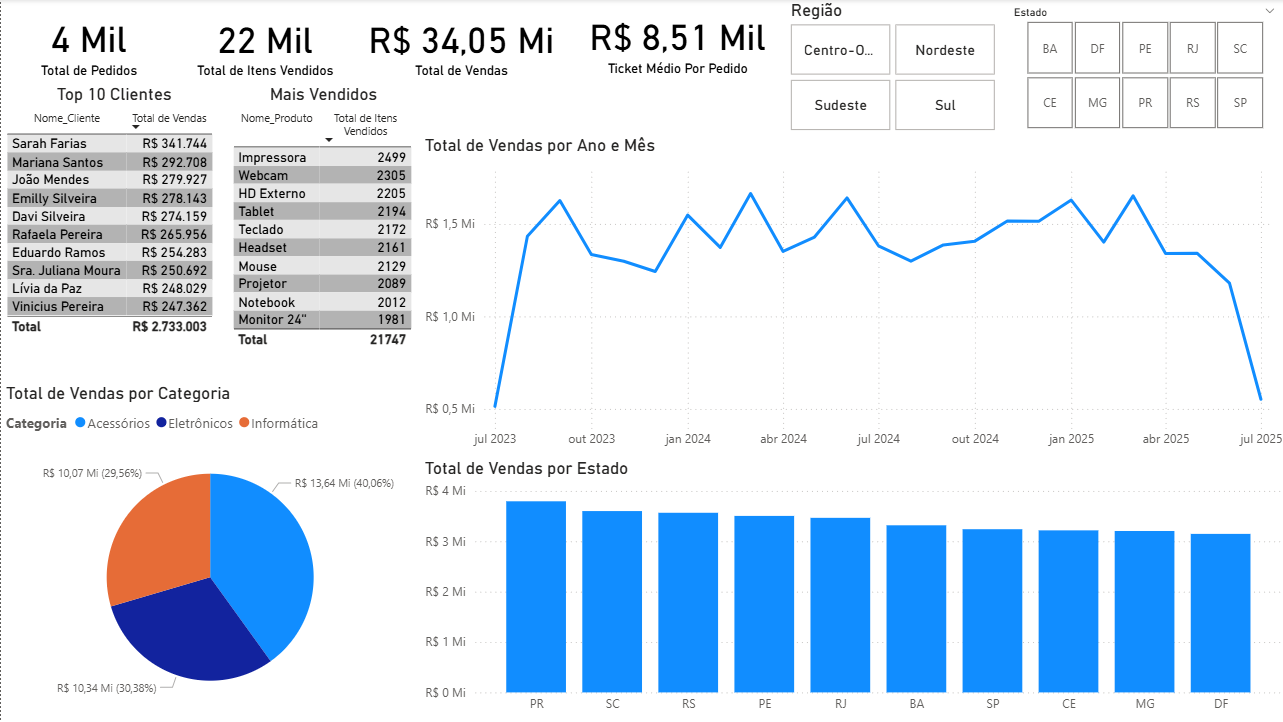 4 Mil
Total de Pedidos
22 Mil
Total de Itens Vendidos
R$ 34,05 Mi
Total de Vendas
R$ 8,51 Mil
Ticket Médio Por Pedido
Região
Centro-O...
Nordeste
Sudeste
Sul
Estado
BA DF PE RJ SC
CE MG PR RS SP
Top 10 Clientes
Nome_Cliente Total de Vendas
Sarah Farias R$ 341.744
Mariana Santos R$ 292.708
João Mendes R$ 279.927
Emilly Silveira R$ 278.143
Davi Silveira R$ 274.159
Rafaela Pereira R$ 265.956
Eduardo Ramos R$ 254.283
Sra. Juliana Moura R$ 250.692
Lívia da Paz R$ 248.029
Vinicius Pereira R$ 247.362
Total R$ 2.733.003
Mais Vendidos
Nome_Produto Total de Itens
Vendidos
Impressora 2499
Webcam 2305
HD Externo 2205
Tablet 2194
Teclado 2172
Headset 2161
Mouse 2129
Projetor 2089
Notebook 2012
Monitor 24" 1981
Total 21747
Total de Vendas por Ano e Mês
R$ 1,5 Mi
R$ 1,0 Mi
R$ 0,5 Mi
jul 2023 out 2023 jan 2024 abr 2024 jul 2024 out 2024 jan 2025 abr 2025 jul 2025
Total de Vendas por Categoria
Categoria Acessórios Eletrônicos Informática
R$ 10,07 Mi (29,56%)
R$ 13,64 Mi (40,06%)
R$ 10,34 Mi (30,38%)
Total de Vendas por Estado
R$ 4 Mi
R$ 3 Mi
R$ 2 Mi
R$ 1 Mi
R$ 0 Mi
PR SC RS PE RJ BA SP CE MG DF